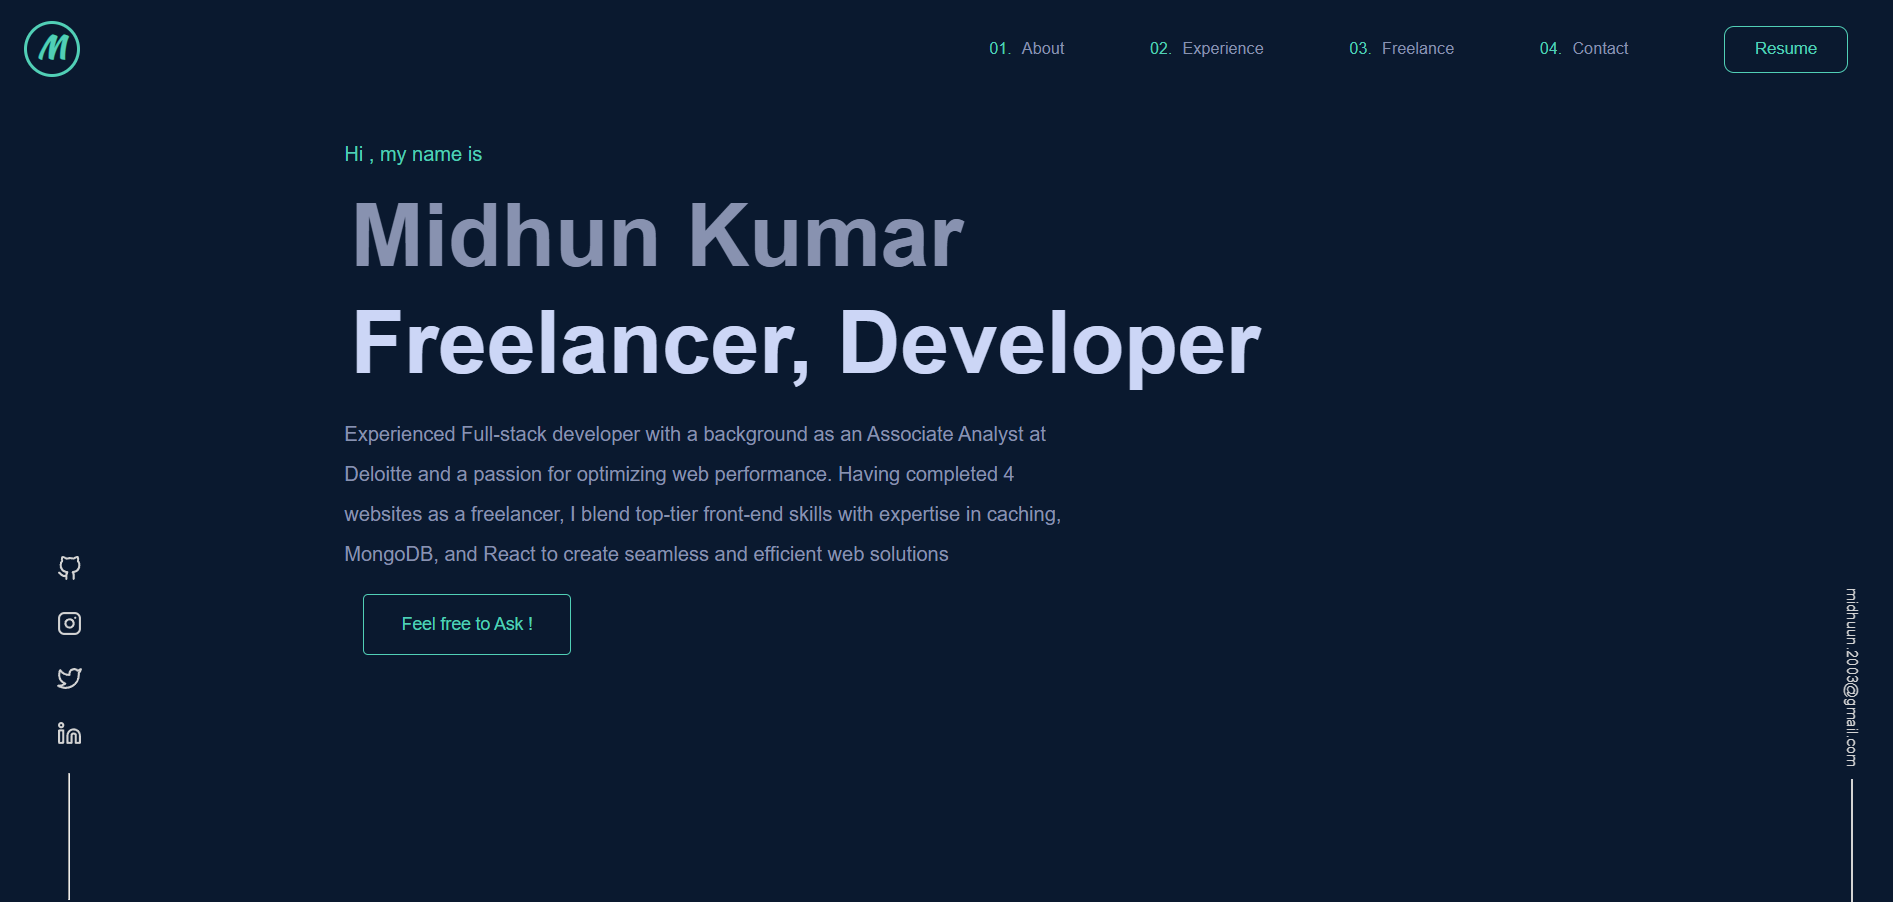 M
01. About 02. Experience 03. Freelance 04. Contact Resume
Hi , my name is
Midhun Kumar
Freelancer, Developer
Experienced Full-stack developer with a background as an Associate Analyst at
Deloitte and a passion for optimizing web performance. Having completed 4
websites as a freelancer, I blend top-tier front-end skills with expertise in caching,
MongoDB, and React to create seamless and efficient web solutions
Feel free to Ask !
in
midhuun.2003@gmail.com